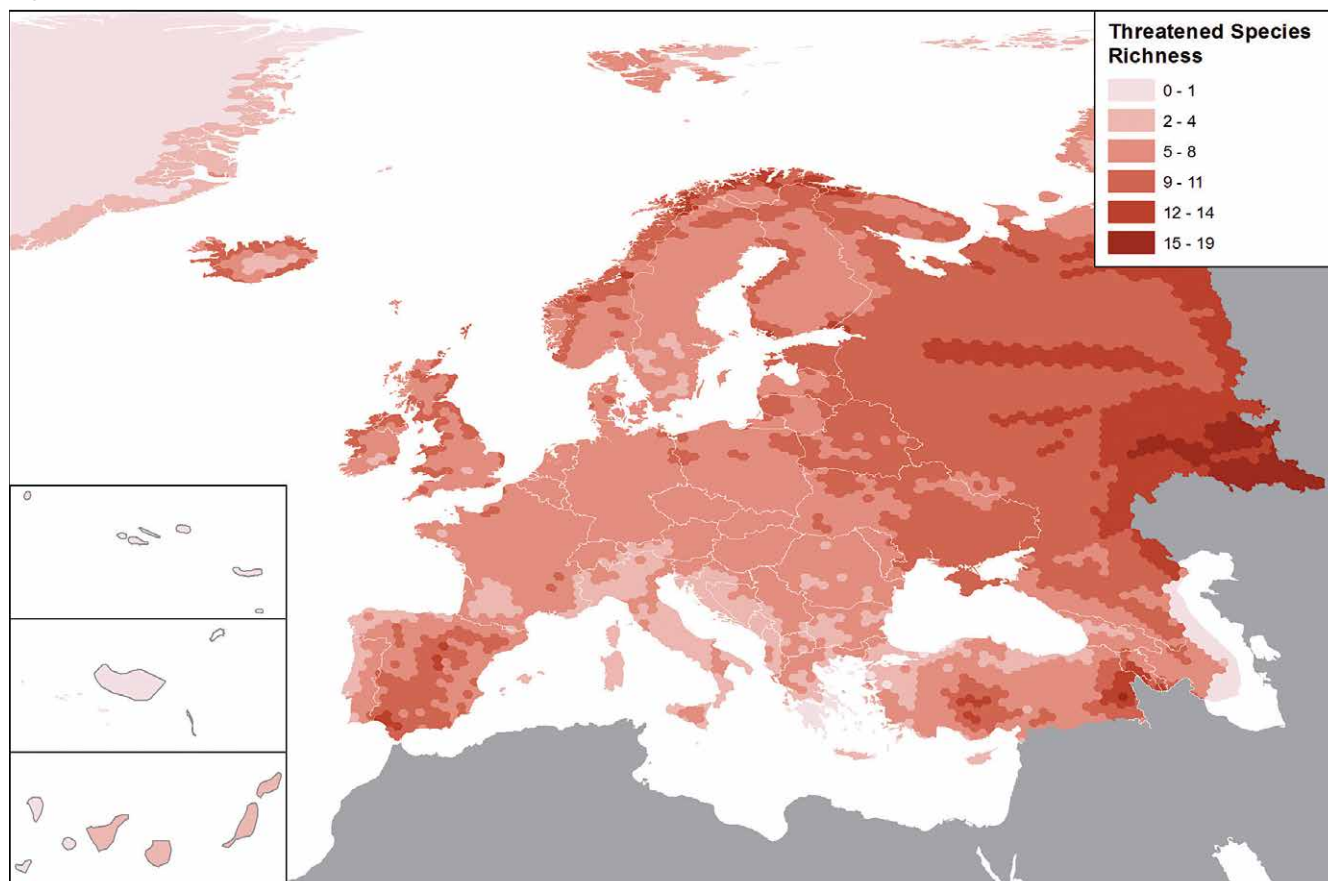 Threatened Species
Richness
0 - 1
2 - 4
5 - 8
9 - 11
12 - 14
15 - 19